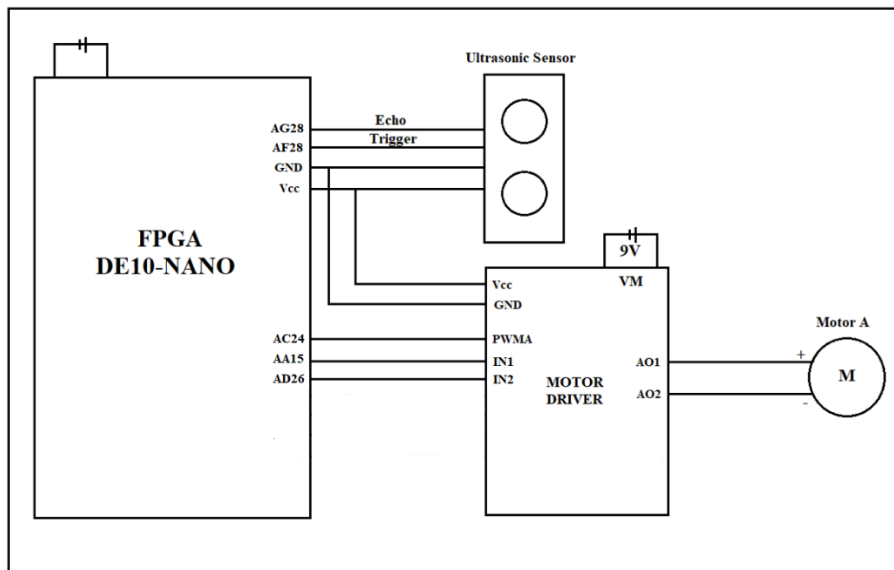 Ultrasonic Sensor
AG28
Echo
AF28
Trigger
GND
Vcc
FPGA
DE10-NANO
9V
VM
Vcc
GND
Motor A
AC24
PWMA
AA15
IN1
AD26
IN2
MOTOR
DRIVER
AO1
AO2
+
-
M